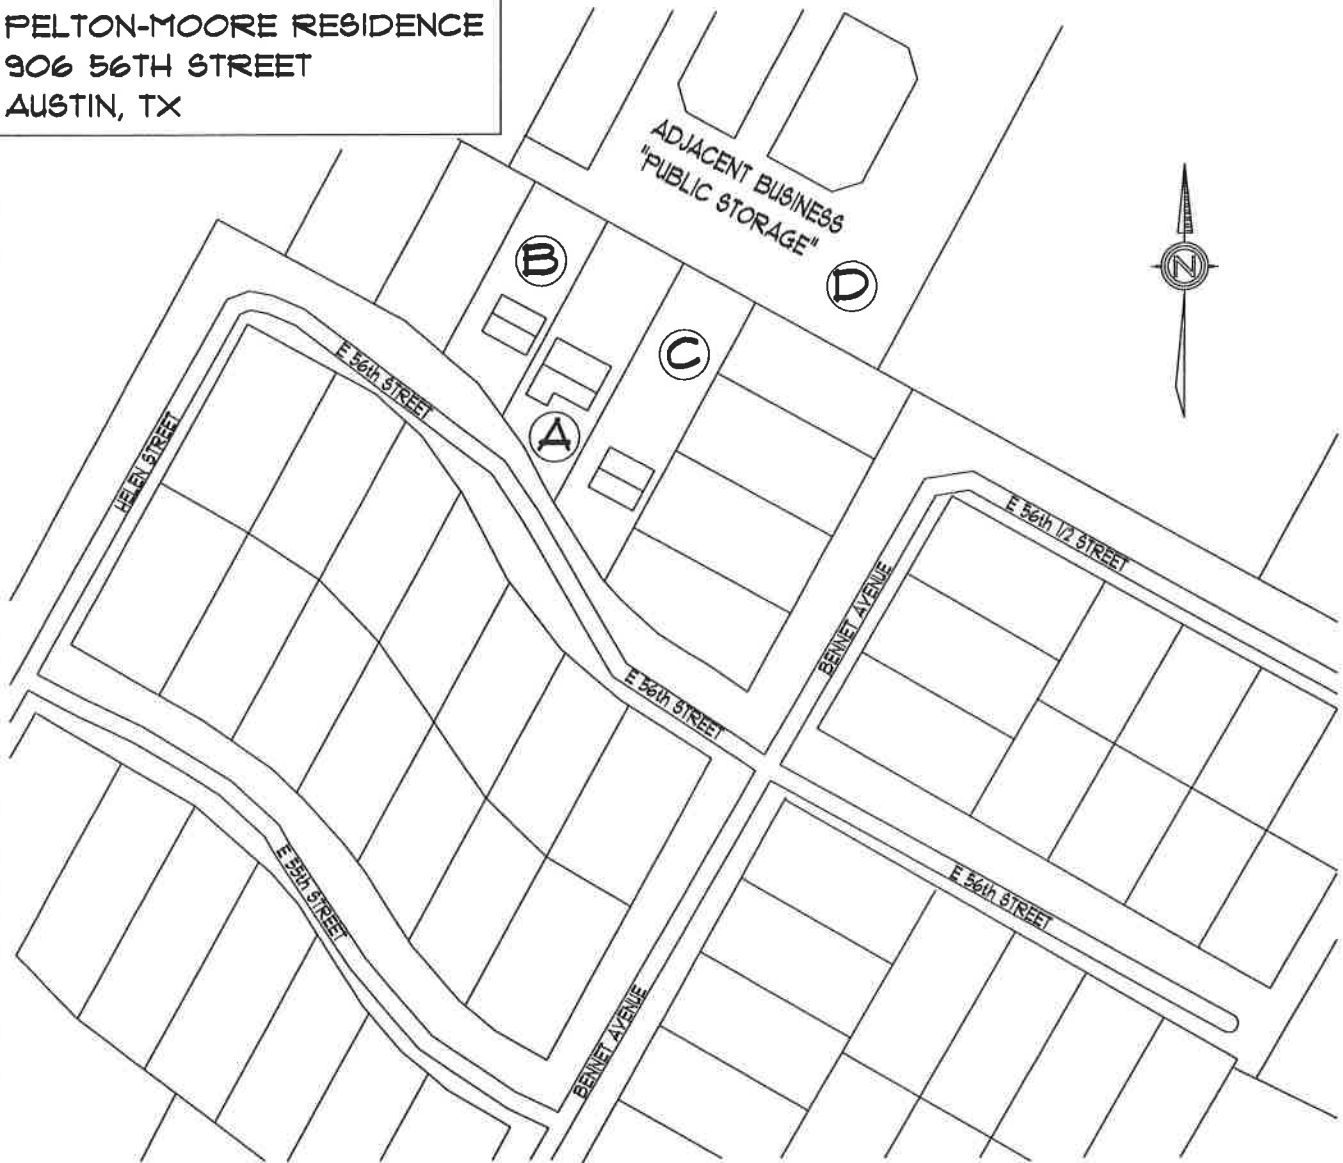 PELTON-MOORE RESIDENCE
906 56TH STREET
AUSTIN, TX
ADJACENT BUSINESS
"PUBLIC STORAGE"
B
D
N
C
A
E 56th STREET
HELEN STREET
E 56th 1/2 STREET
BENNET AVENUE
E 56th STREET
E 56th STREET
E 55th STREET
BENNET AVENUE